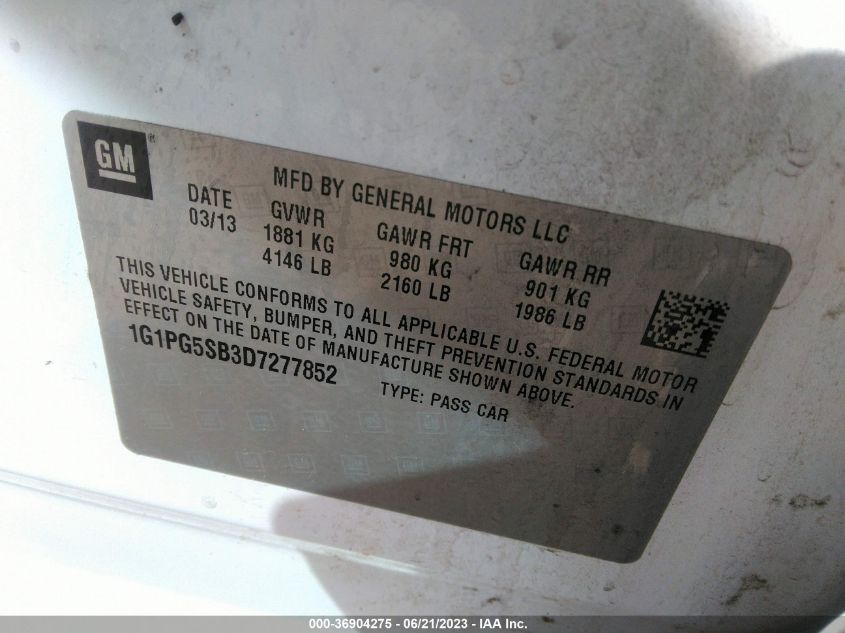 GM®
MFD BY GENERAL MOTORS LLC
DATE GVWR GAWR FRT GAWR RR
03/13 1881 KG 980 KG 901 KG
4146 LB 2160 LB 1986 LB
THIS VEHICLE CONFORMS TO ALL APPLICABLE U.S. FEDERAL MOTOR
VEHICLE SAFETY, BUMPER, AND THEFT PREVENTION STANDARDS IN
EFFECT ON THE DATE OF MANUFACTURE SHOWN ABOVE.
1G1PG5SB3D7277852 TYPE: PASS CAR
000-36904275 - 06/21/2023 - IAA Inc.